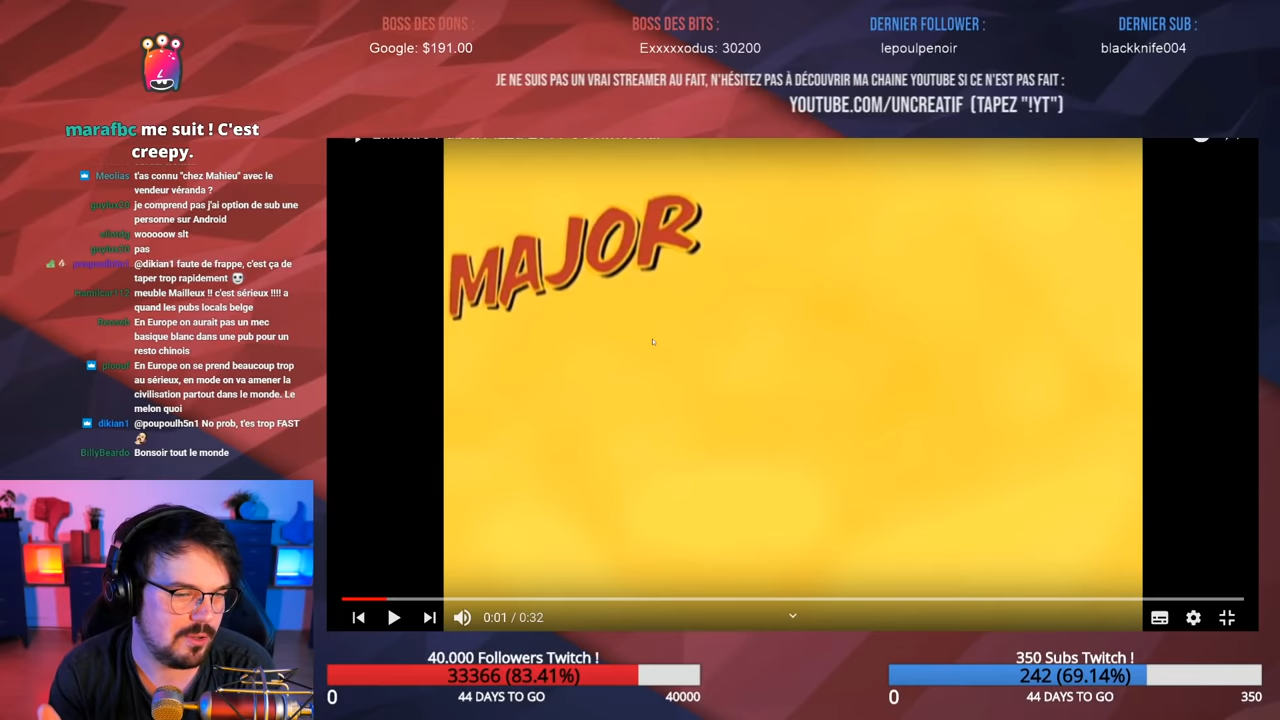 BOSS DES DONS :
Google: $191.00
BOSS DES BITS :
Exxxxxodus: 30200
DERNIER FOLLOWER :
lepoulpenoir
DERNIER SUB :
blackknife004
JE NE SUIS PAS UN VRAI STREAMER AU FAIT, N'HÉSITEZ PAS À DÉCOUVRIR MA CHAINE YOUTUBE SI CE N'EST PAS FAIT :
YOUTUBE.COM/UNCREATIF (TAPEZ "!YT")
marafbc me suit ! C'est
creepy.
Meolias t'as connu "chez Mahieu" avec le
vendeur véranda ?
je comprend pas j'ai option de sub une
personne sur Android
wooooow slt
pas
@dikian1 faute de frappe, c'est ça de
taper trop rapidement
meuble Mailleux !! c'est sérieux !!!! a
quand les pubs locals belge
En Europe on aurait pas un mec
basique blanc dans une pub pour un
resto chinois
En Europe on se prend beaucoup trop
au sérieux, en mode on va amener la
civilisation partout dans le monde. Le
melon quoi
dikian1 @poupoulh5n1 No prob, t'es trop FAST
BillyBeardo Bonsoir tout le monde
MAJOR
0:01 / 0:32
40.000 Followers Twitch !
33366 (83.41%)
0 44 DAYS TO GO 40000
350 Subs Twitch !
242 (69.14%)
0 44 DAYS TO GO 350